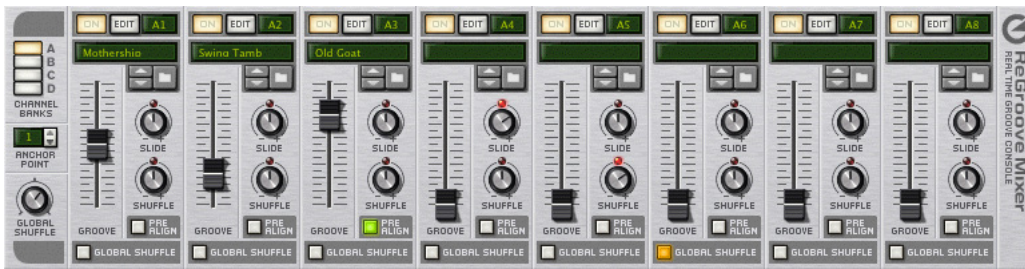 ON EDIT A1 ON EDIT A2 ON EDIT A3 ON EDIT A4 ON EDIT A5 ON EDIT A6 ON EDIT A7 ON EDIT A8
Mothership Swing Tamb Old Goat
A
B
C
D
CHANNEL
BANKS
1
ANCHOR
POINT
GLOBAL
SHUFFLE
SLIDE SLIDE SLIDE SLIDE SLIDE SLIDE SLIDE SLIDE
SHUFFLE SHUFFLE SHUFFLE SHUFFLE SHUFFLE SHUFFLE SHUFFLE SHUFFLE
GROOVE PRE ALIGN GROOVE PRE ALIGN GROOVE PRE ALIGN GROOVE PRE ALIGN GROOVE PRE ALIGN GROOVE PRE ALIGN GROOVE PRE ALIGN GROOVE PRE ALIGN
GLOBAL SHUFFLE GLOBAL SHUFFLE GLOBAL SHUFFLE GLOBAL SHUFFLE GLOBAL SHUFFLE GLOBAL SHUFFLE GLOBAL SHUFFLE GLOBAL SHUFFLE
ReGroove Mixer
REAL TIME GROOVE CONSOLE